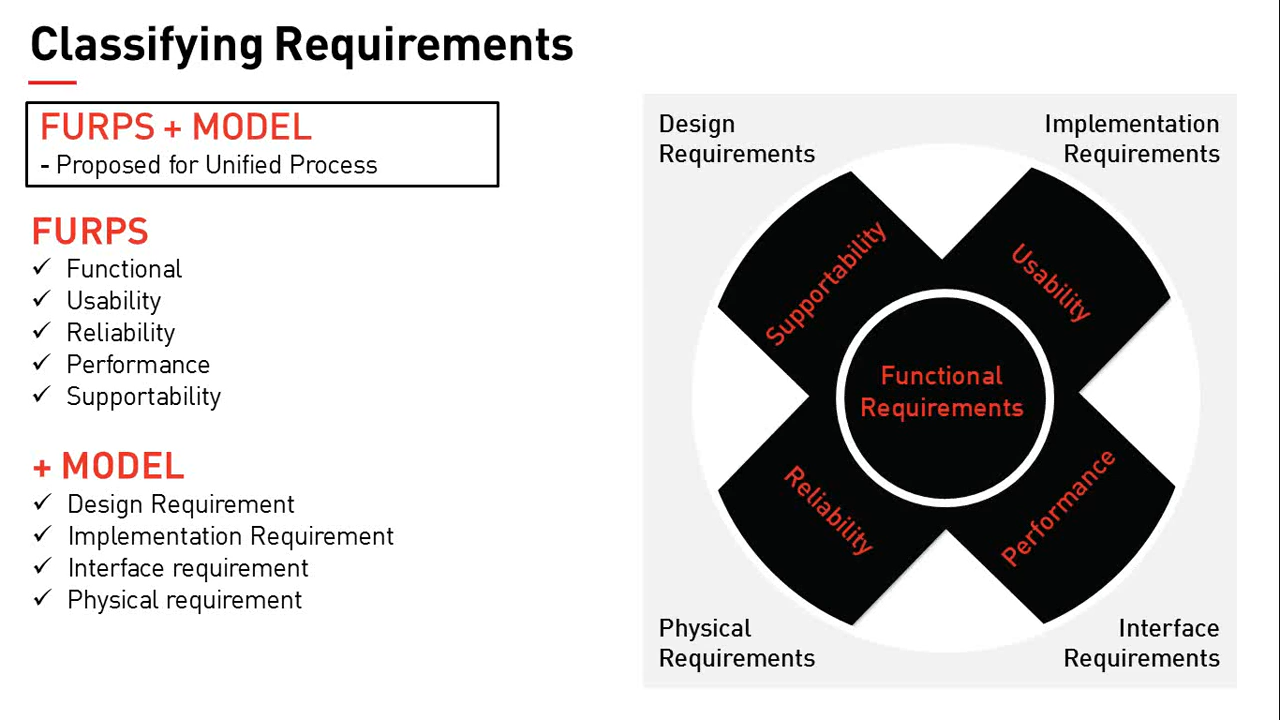 Classifying Requirements
FURPS + MODEL
- Proposed for Unified Process
FURPS
✓ Functional
✓ Usability
✓ Reliability
✓ Performance
✓ Supportability
+ MODEL
✓ Design Requirement
✓ Implementation Requirement
✓ Interface requirement
✓ Physical requirement
Design
Requirements
Implementation
Requirements
Supportability
Usability
Functional
Requirements
Reliability
Performance
Physical
Requirements
Interface
Requirements